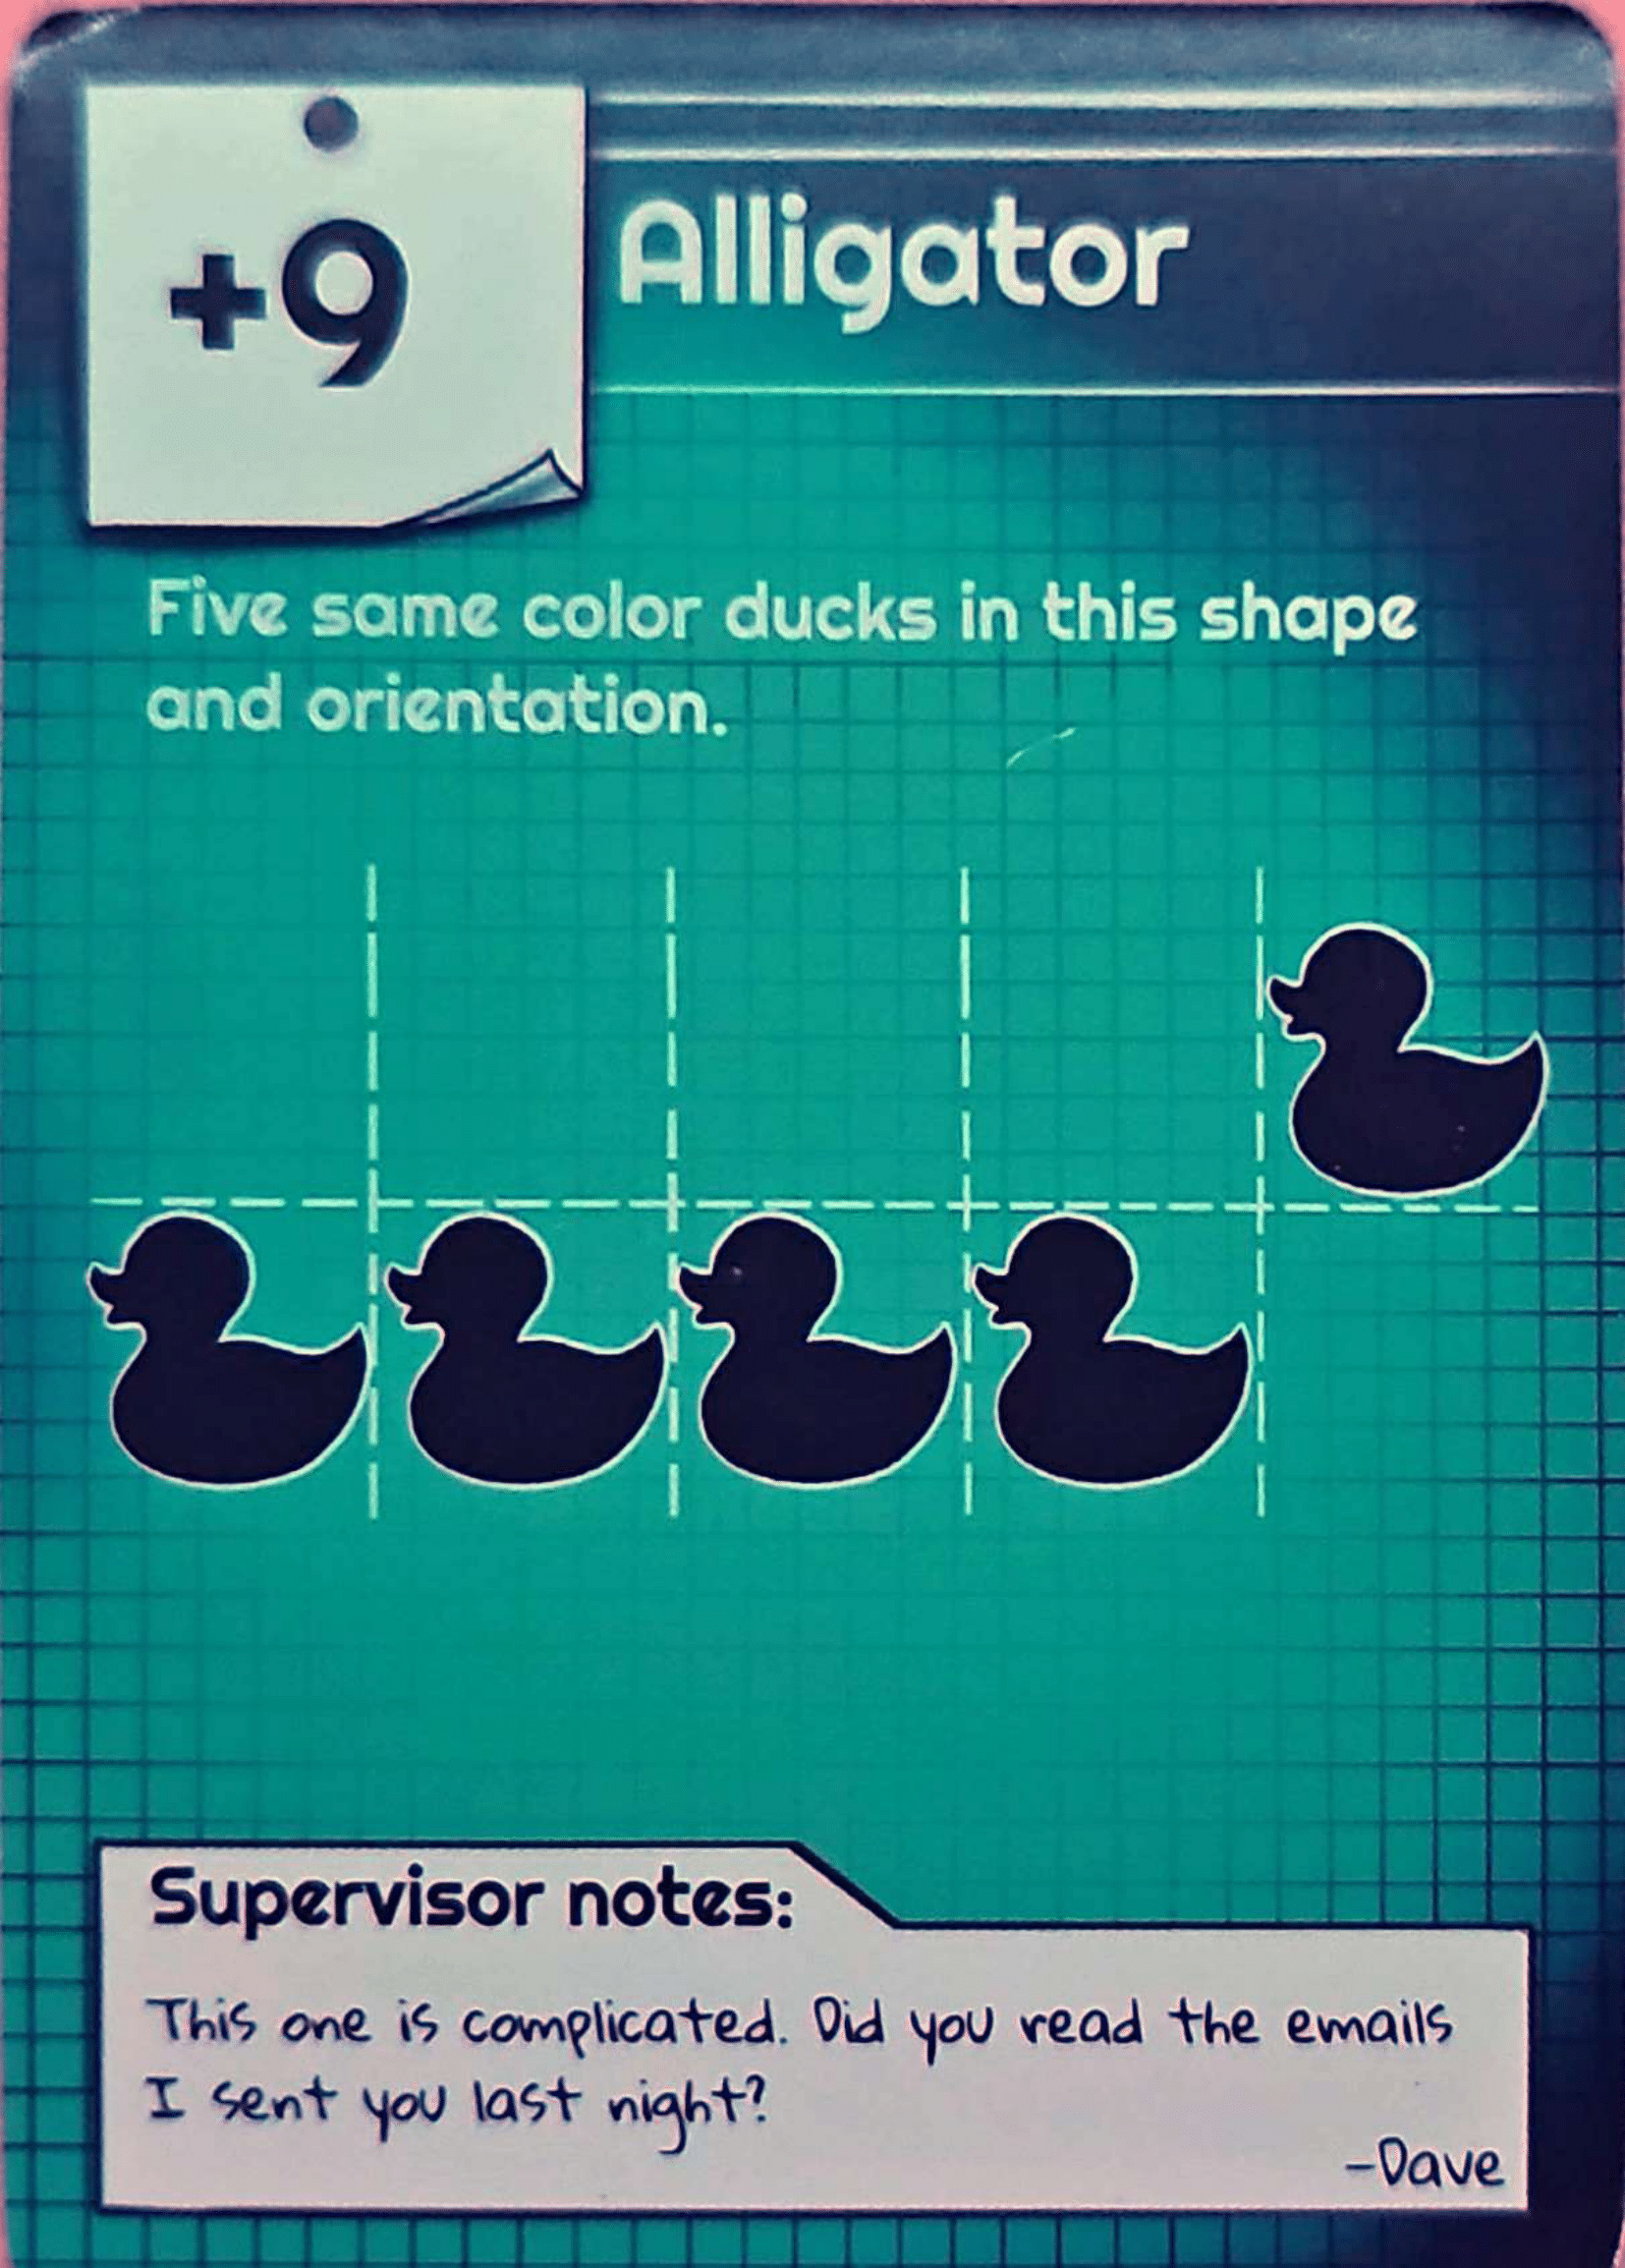 +9
Alligator
Five same color ducks in this shape
and orientation.
Supervisor notes:
This one is complicated. Did you read the emails
I sent you last night?
-Dave